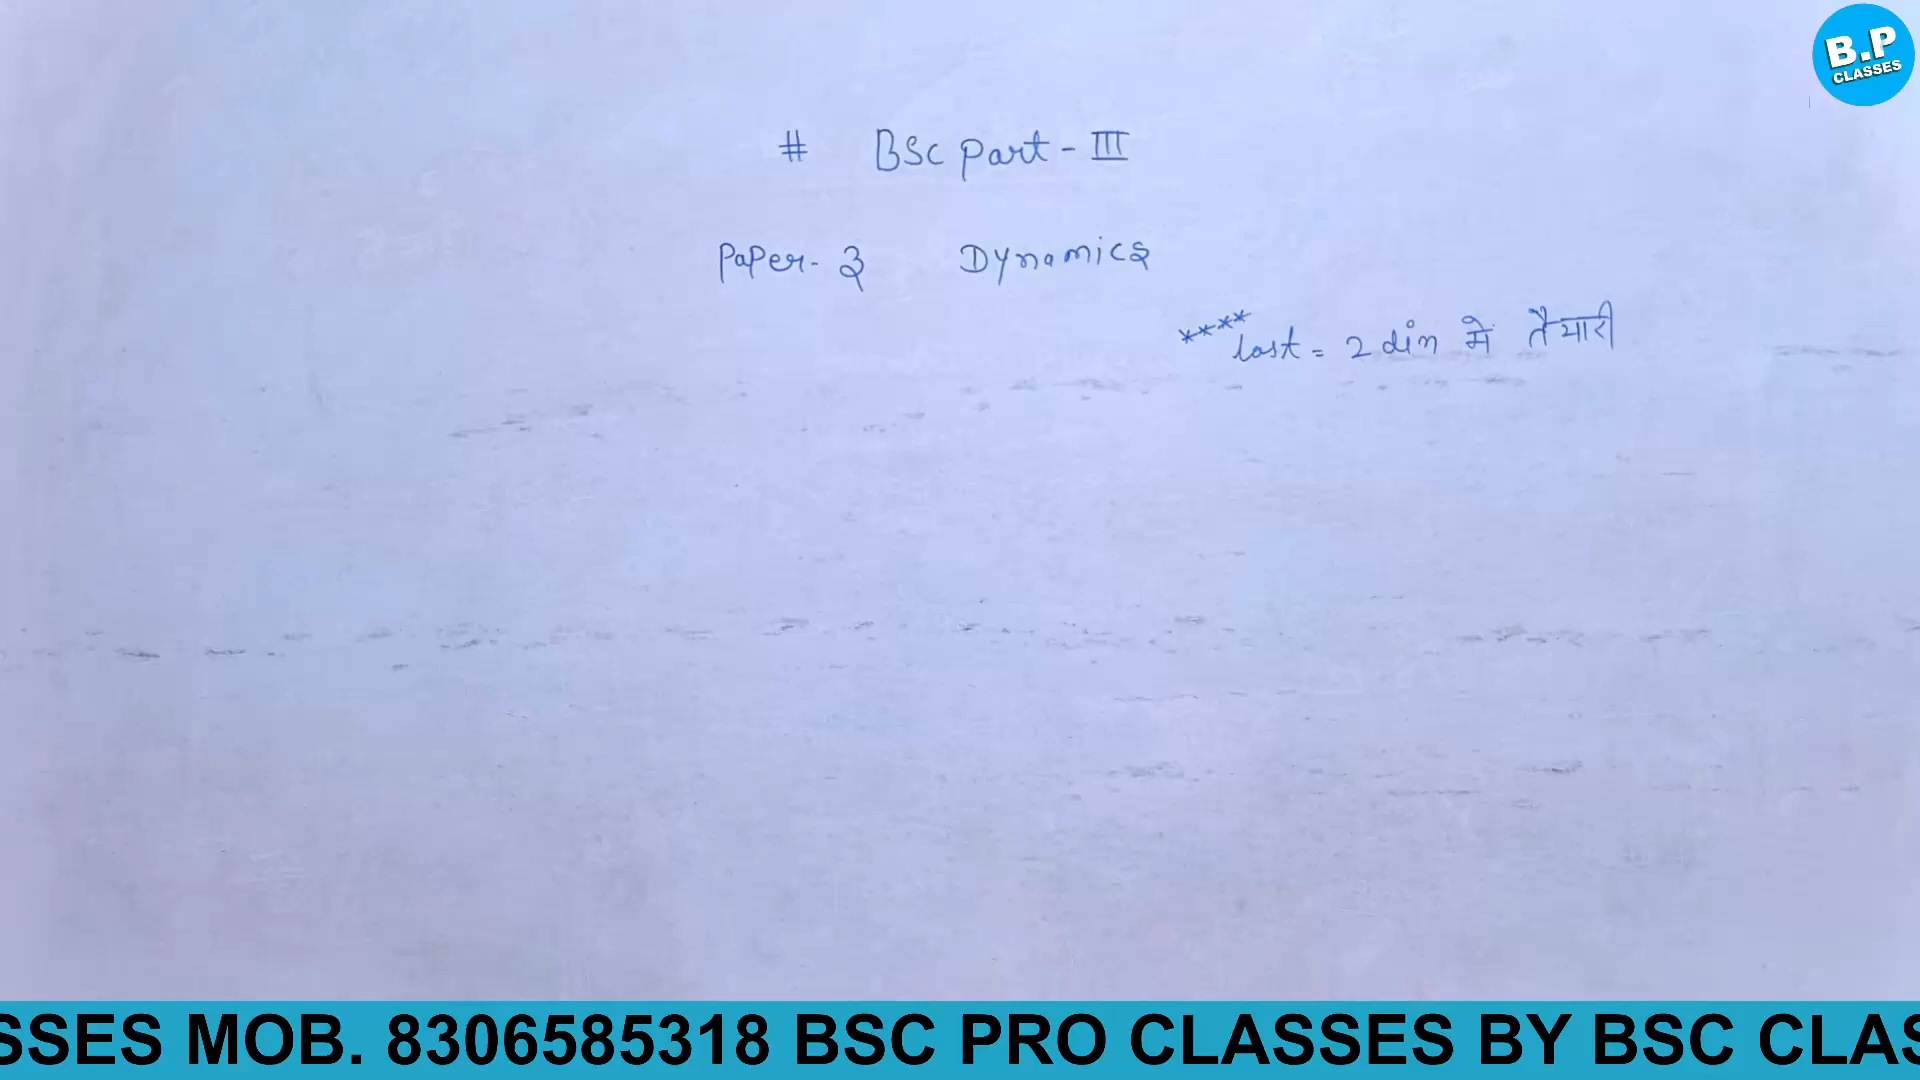 B.P
CLASSES
# BSc Part - III
Paper - 3 Dynamics
**** last = 2 din में तैयारी
SSES MOB. 8306585318 BSC PRO CLASSES BY BSC CLAS